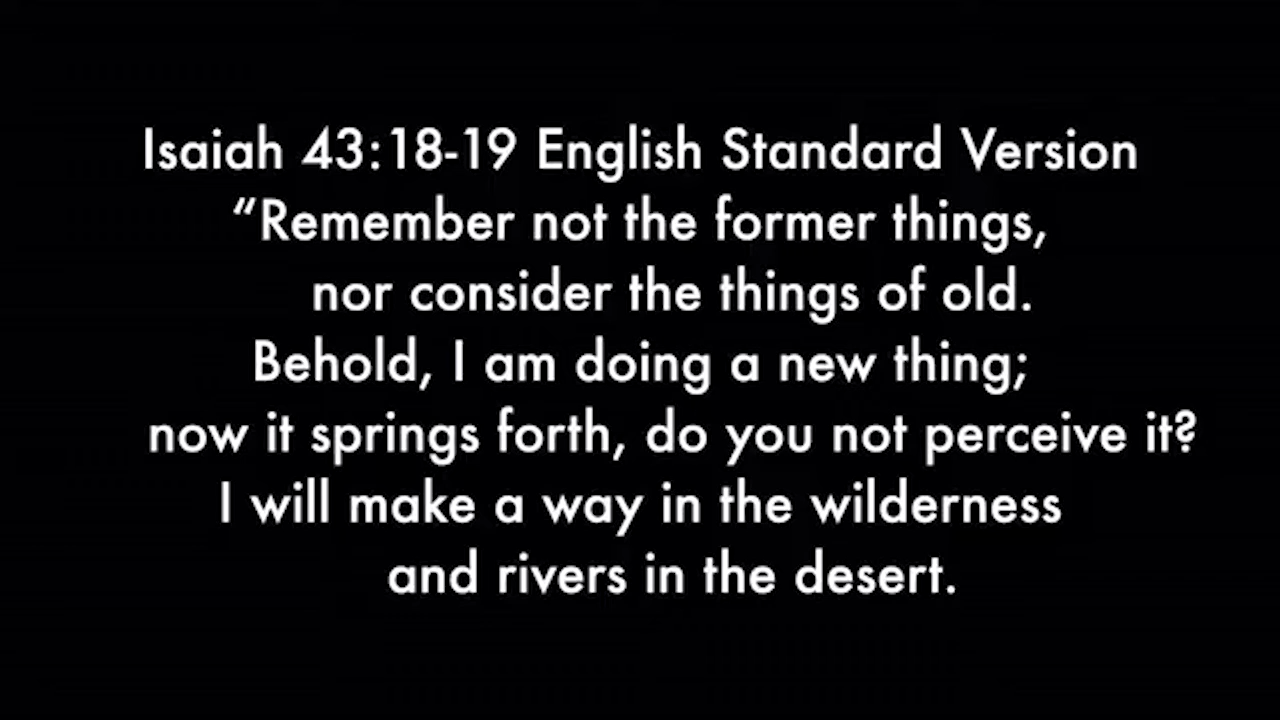 Isaiah 43:18-19 English Standard Version
“Remember not the former things,
nor consider the things of old.
Behold, I am doing a new thing;
now it springs forth, do you not perceive it?
I will make a way in the wilderness
and rivers in the desert.